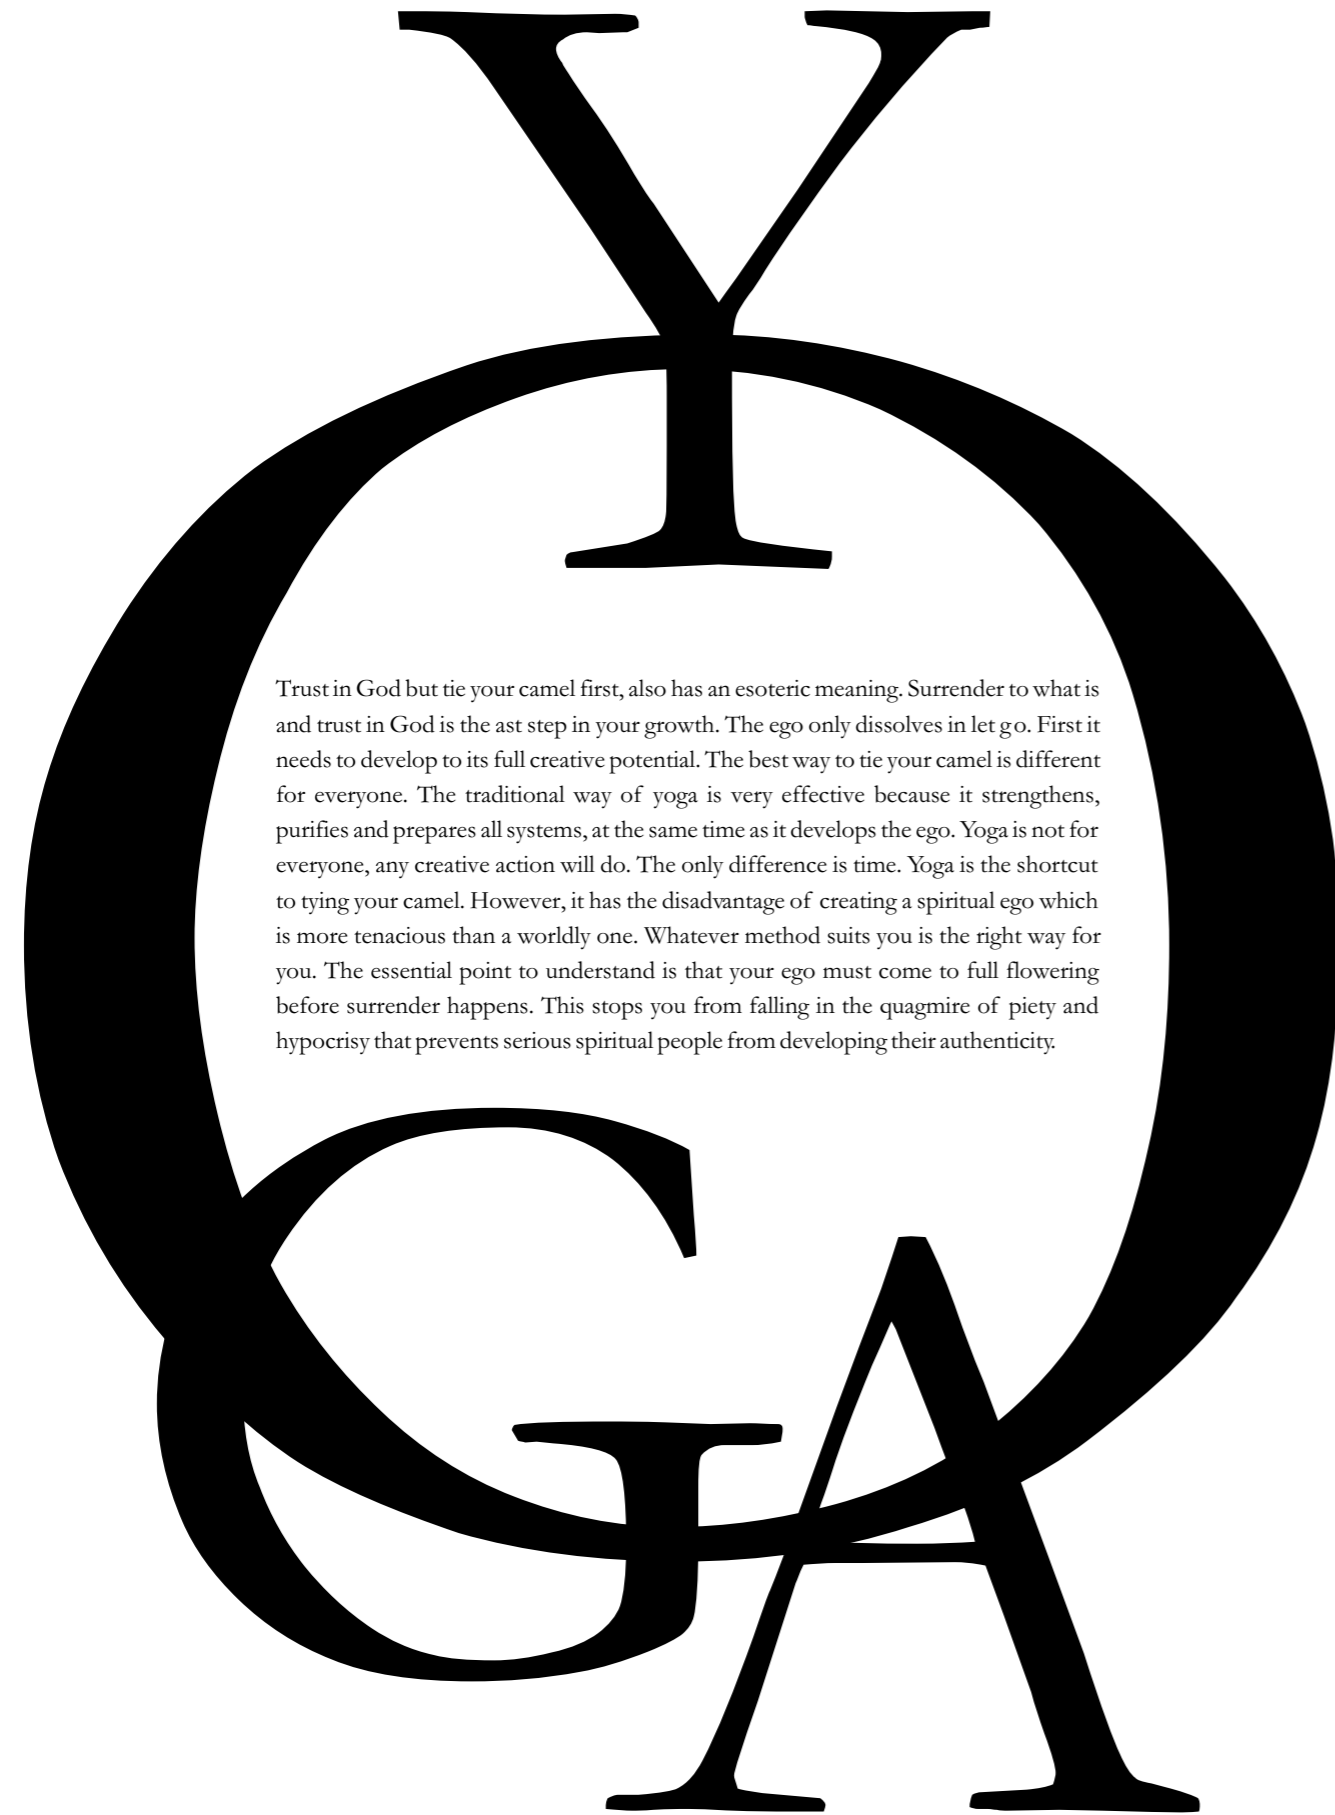 YOGA
Trust in God but tie your camel first, also has an esoteric meaning. Surrender to what is
and trust in God is the ast step in your growth. The ego only dissolves in let go. First it
needs to develop to its full creative potential. The best way to tie your camel is different
for everyone. The traditional way of yoga is very effective because it strengthens,
purifies and prepares all systems, at the same time as it develops the ego. Yoga is not for
everyone, any creative action will do. The only difference is time. Yoga is the shortcut
to tying your camel. However, it has the disadvantage of creating a spiritual ego which
is more tenacious than a worldly one. Whatever method suits you is the right way for
you. The essential point to understand is that your ego must come to full flowering
before surrender happens. This stops you from falling in the quagmire of piety and
hypocrisy that prevents serious spiritual people from developing their authenticity.